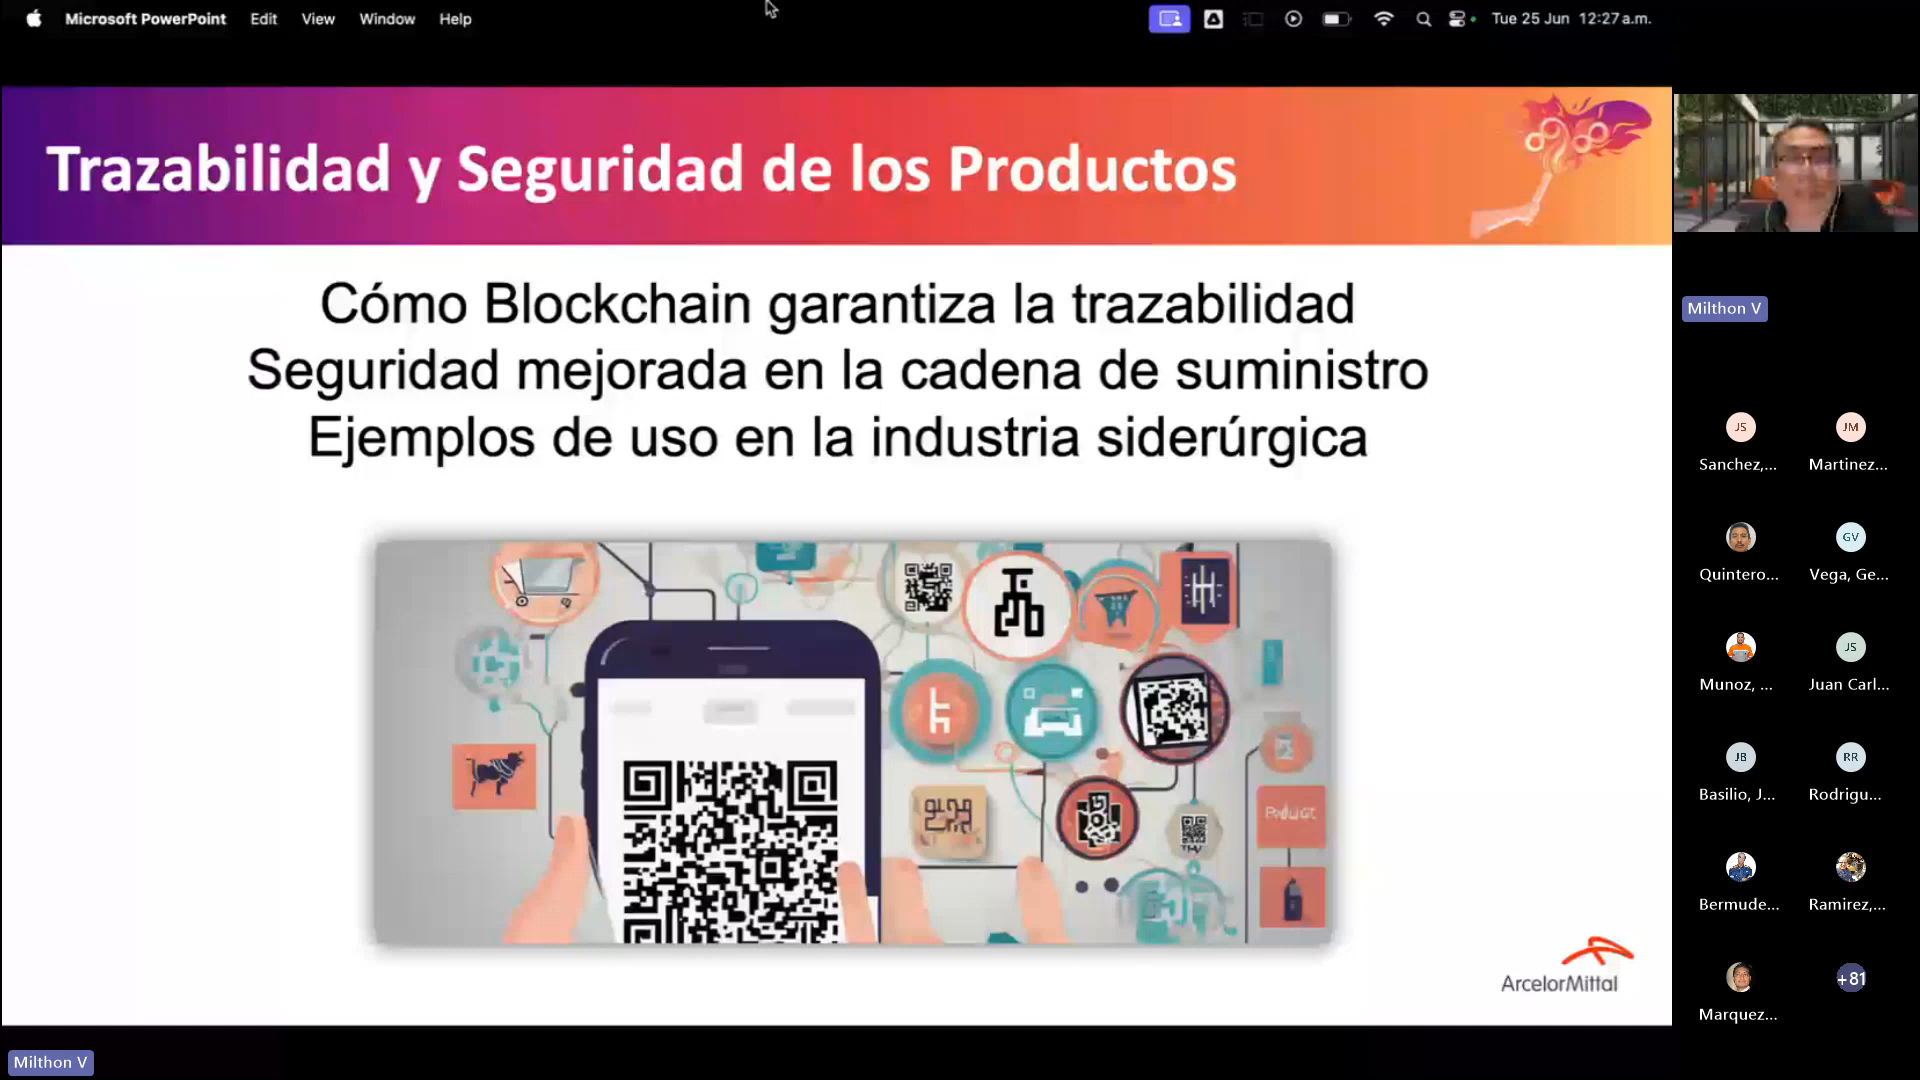 Microsoft PowerPoint Edit View Window Help
Tue 25 Jun 12:27 a.m.
Trazabilidad y Seguridad de los Productos
Cómo Blockchain garantiza la trazabilidad
Seguridad mejorada en la cadena de suministro
Ejemplos de uso en la industria siderúrgica
ArcelorMittal
Milthon V
Milthon V
JS
JM
Sanchez,...
Martinez...
GV
Quintero...
Vega, Ge...
JS
Munoz, ...
Juan Carl...
JB
RR
Basilio, J...
Rodrigu...
Bermude...
Ramirez,...
+81
Marquez...